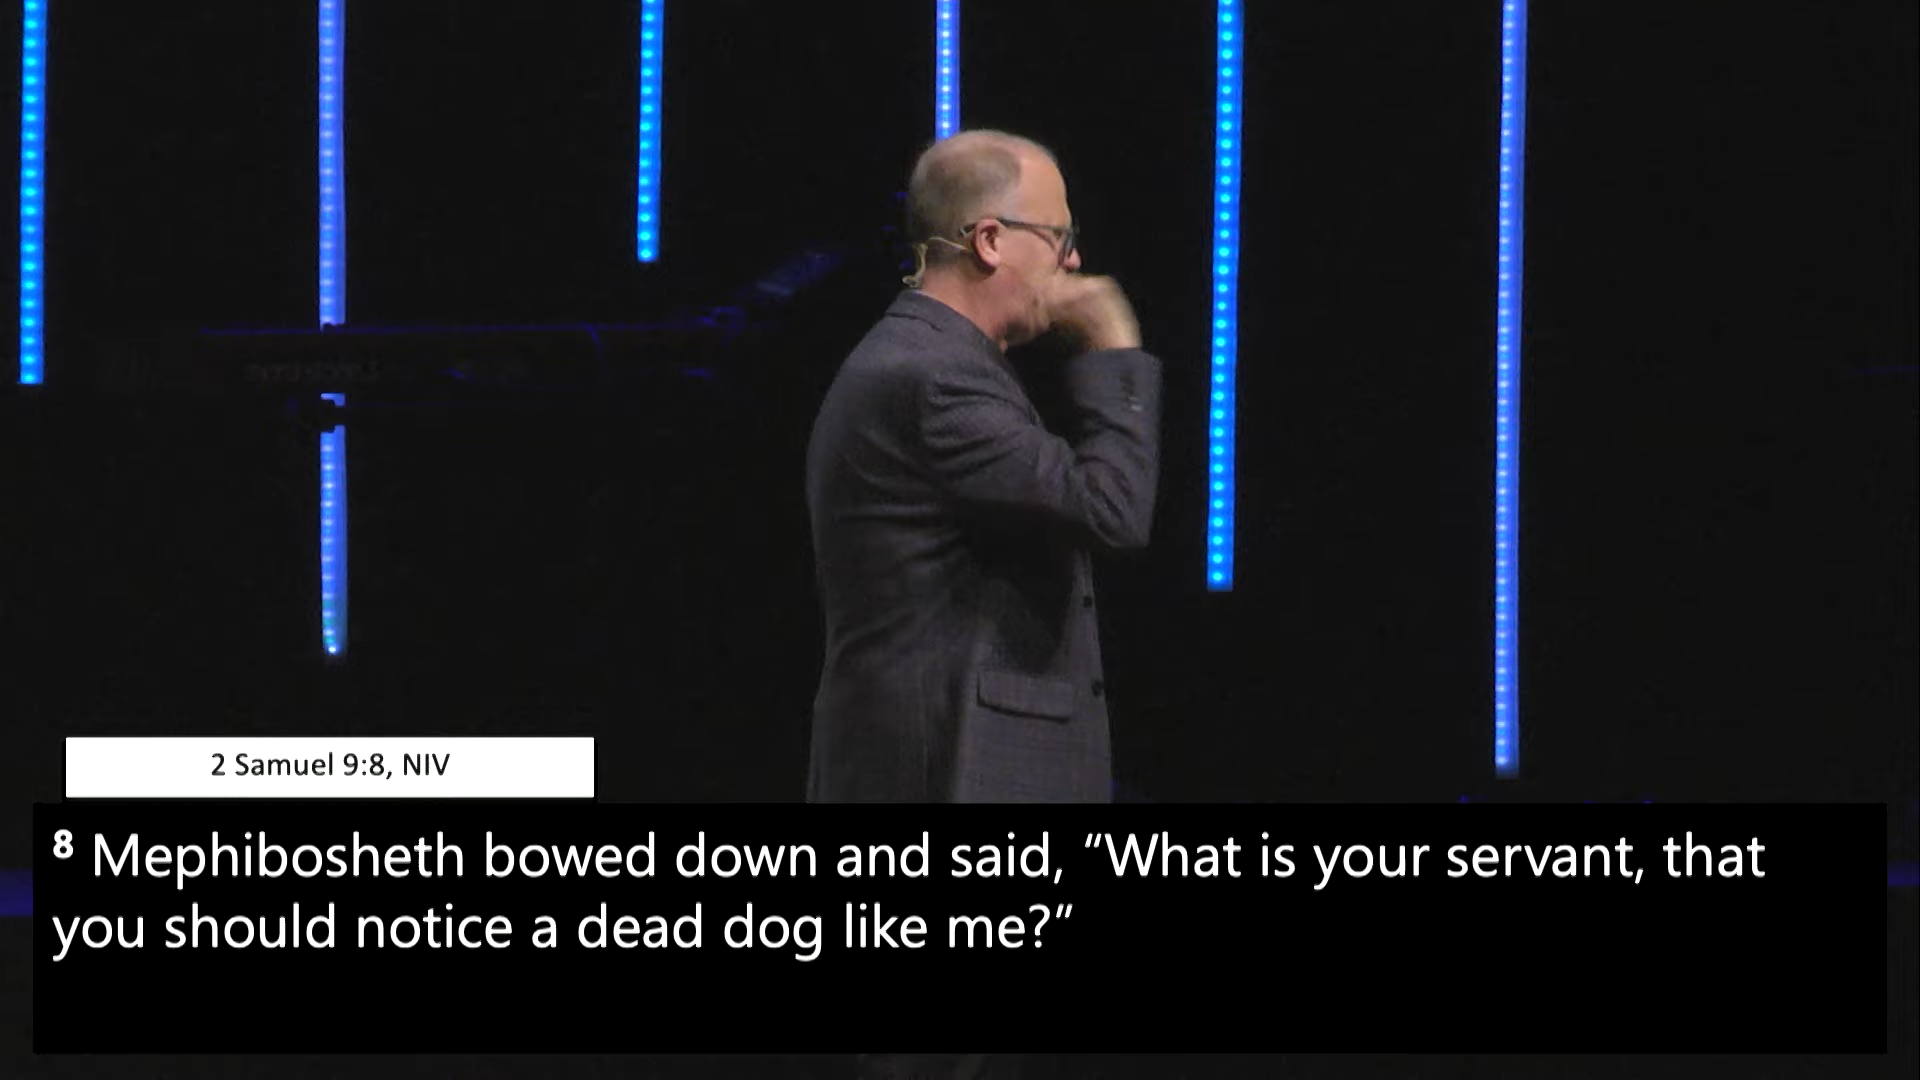 2 Samuel 9:8, NIV
8 Mephibosheth bowed down and said, “What is your servant, that
you should notice a dead dog like me?”